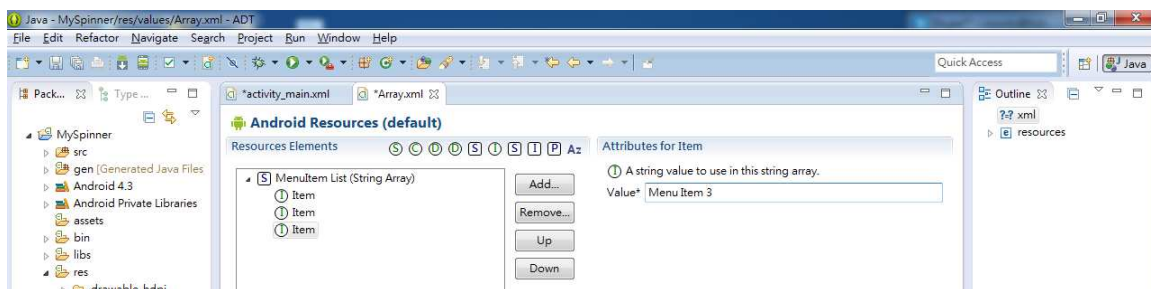 Java - MySpinner/res/values/Array.xml - ADT
File Edit Refactor Navigate Search Project Run Window Help
Quick Access
Java
Pack...
Type...
*activity_main.xml
*Array.xml
Outline
MySpinner
src
gen [Generated Java Files
Android 4.3
Android Private Libraries
assets
bin
libs
res
drawable-hdpi
Android Resources (default)
Resources Elements
S C D D S I S I P Az
S MenuItem List (String Array)
I Item
I Item
I Item
Add...
Remove...
Up
Down
Attributes for Item
I A string value to use in this string array.
Value* Menu Item 3
?=? xml
e resources